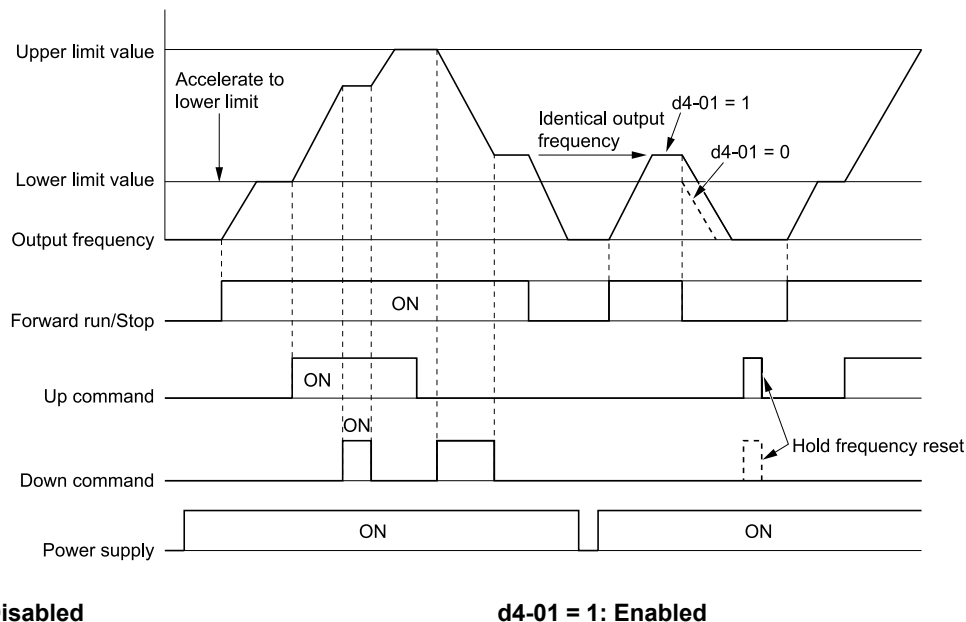 Upper limit value
Accelerate to
lower limit
Identical output
frequency
d4-01 = 1
d4-01 = 0
Lower limit value
Output frequency
ON
Forward run/Stop
ON
Up command
ON
Hold frequency reset
Down command
ON
ON
Power supply
d4-01 = 1: Enabled